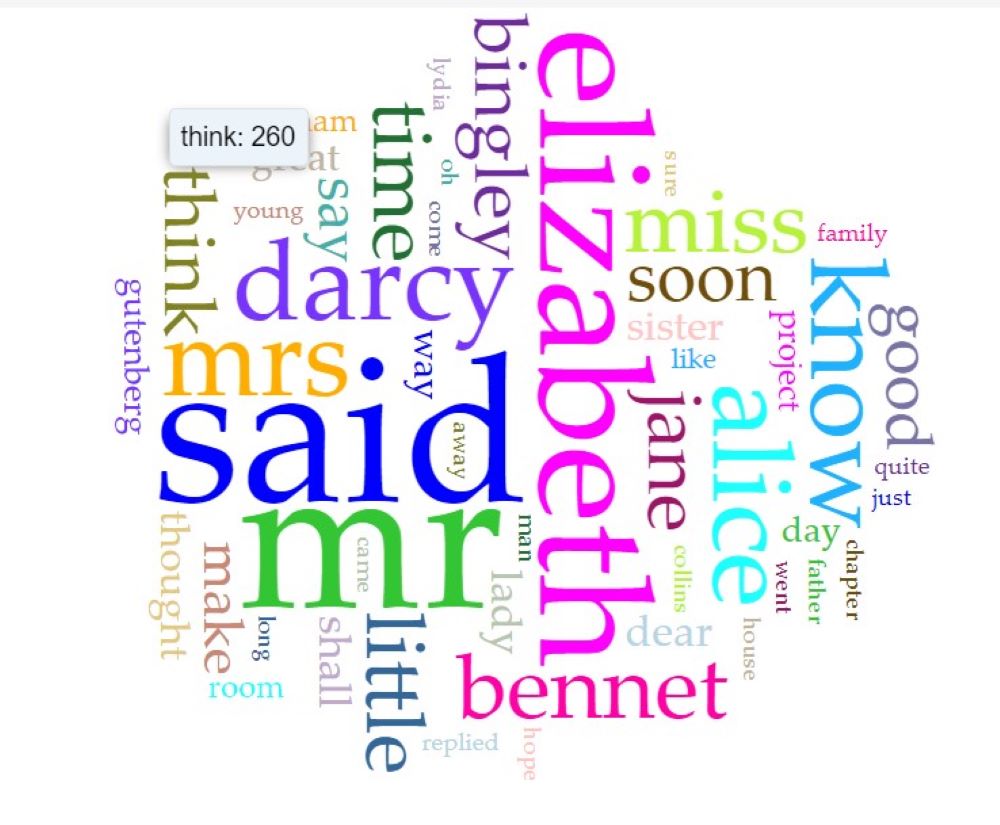 bingley
elizabeth
lydia
think: 260
time
great
oh
sure
think
say
young
come
miss
family
darcy
soon
know
gutenberg
good
sister
project
mrs
way
like
said
jane
alice
away
quite
just
mr
man
day
thought
make
came
lady
collins
went
father
chapter
long
shall
little
dear
house
room
bennet
replied
hope